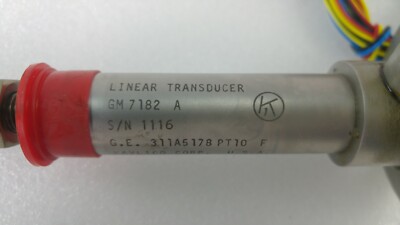 LINEAR TRANSDUCER
GM 7182 A
S/N 1116
G.E. 311A5178 PT10 F